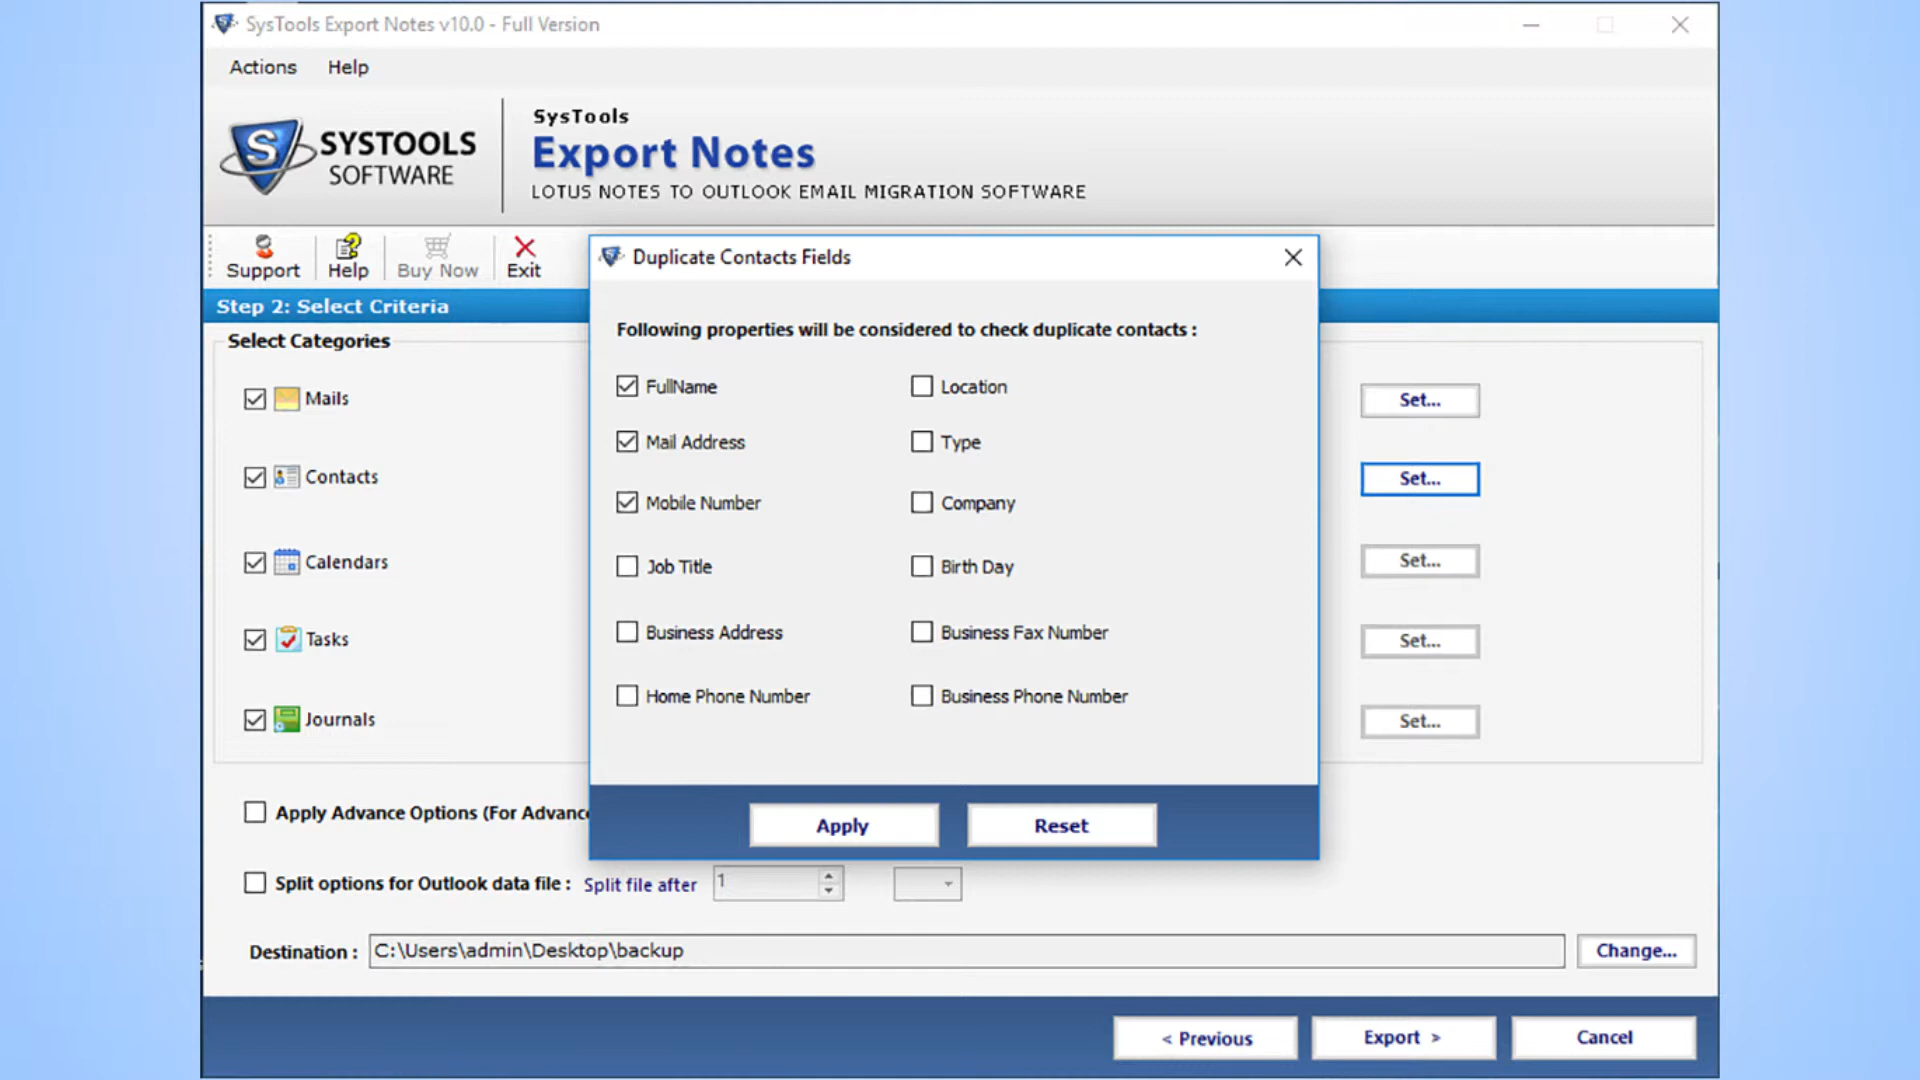 SysTools Export Notes v10.0 - Full Version
Actions Help
SYSTOOLS
SOFTWARE
SysTools
Export Notes
LOTUS NOTES TO OUTLOOK EMAIL MIGRATION SOFTWARE
Support Help Buy Now Exit
Step 2: Select Criteria
Select Categories
Mails Set...
Contacts Set...
Calendars Set...
Tasks Set...
Journals Set...
Duplicate Contacts Fields
Following properties will be considered to check duplicate contacts :
FullName Location
Mail Address Type
Mobile Number Company
Job Title Birth Day
Business Address Business Fax Number
Home Phone Number Business Phone Number
Apply Reset
Apply Advance Options (For Advance
Split options for Outlook data file : Split file after 1
Destination : C:\Users\admin\Desktop\backup Change...
< Previous Export > Cancel